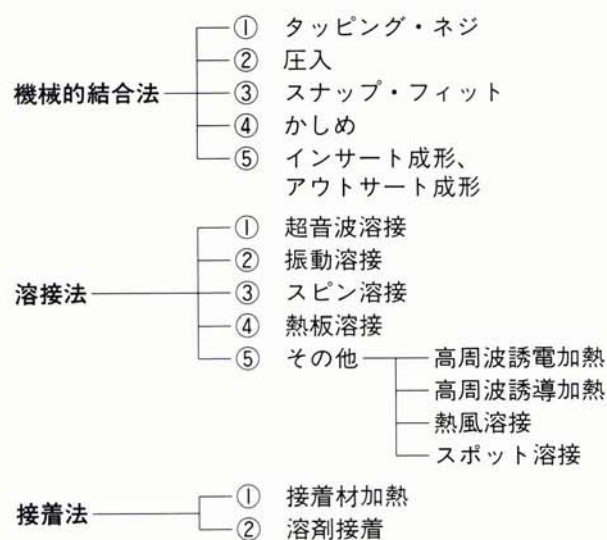 機械的結合法
① タッピング・ネジ
② 圧入
③ スナップ・フィット
④ かしめ
⑤ インサート成形、
アウトサート成形
溶接法
① 超音波溶接
② 振動溶接
③ スピン溶接
④ 熱板溶接
⑤ その他
高周波誘電加熱
高周波誘導加熱
熱風溶接
スポット溶接
接着法
① 接着材加熱
② 溶剤接着